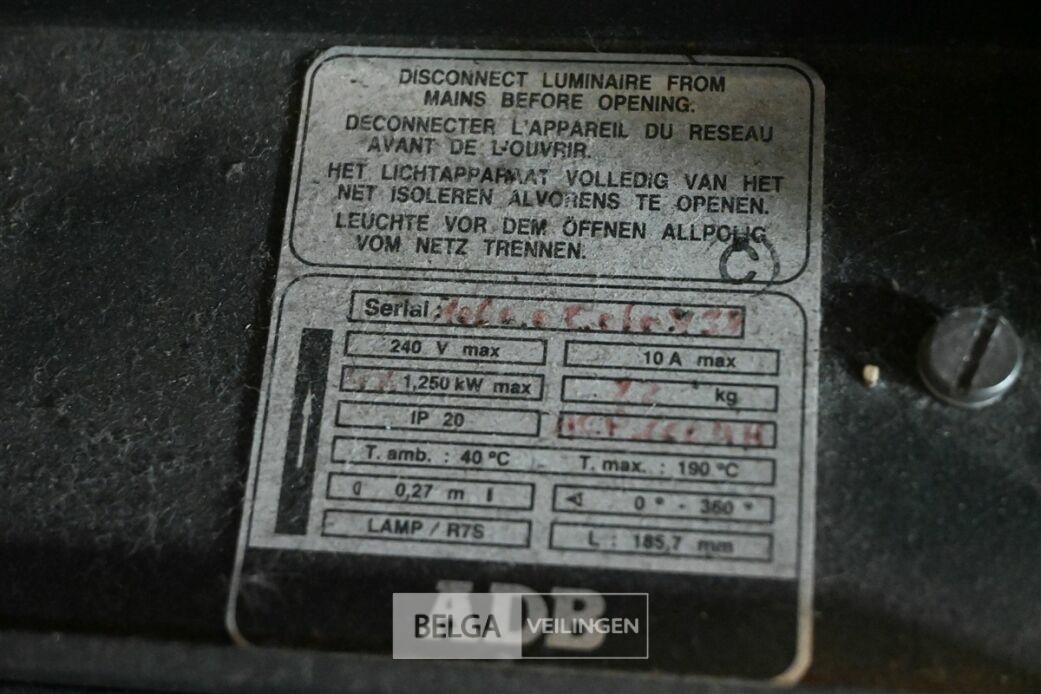 DISCONNECT LUMINAIRE FROM
MAINS BEFORE OPENING.
DECONNECTER L'APPAREIL DU RESEAU
AVANT DE L'OUVRIR.
HET LICHTAPPARAAT VOLLEDIG VAN HET
NET ISOLEREN ALVORENS TE OPENEN.
LEUCHTE VOR DEM ÖFFNEN ALLPOLIG
VOM NETZ TRENNEN.
C
Serial :
240 V max 10 A max
1,250 kW max kg
IP 20
T. amb. : 40 °C T. max. : 190 °C
0,27 m 0° - 360°
LAMP / R7S L : 185,7 mm
ADB
BELGA VEILINGEN